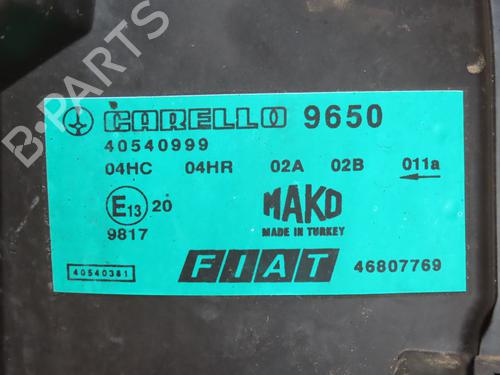 B-PARTS
CARELLO 9650
40540999
04HC 04HR 02A 02B 011a
E13 20
9817
MAKO
MADE IN TURKEY
40540381
FIAT 46807769